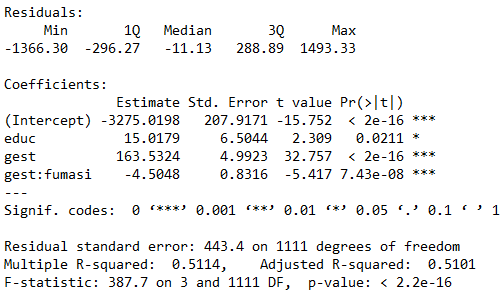 Residuals:
Min 1Q Median 3Q Max
-1366.30 -296.27 -11.13 288.89 1493.33
Coefficients:
Estimate Std. Error t value Pr(>|t|)
(Intercept) -3275.0198 207.9171 -15.752 < 2e-16 ***
educ 15.0179 6.5044 2.309 0.0211 *
gest 163.5324 4.9923 32.757 < 2e-16 ***
gest:fumasi -4.5048 0.8316 -5.417 7.43e-08 ***
---
Signif. codes: 0 ‘***’ 0.001 ‘**’ 0.01 ‘*’ 0.05 ‘.’ 0.1 ‘ ’ 1
Residual standard error: 443.4 on 1111 degrees of freedom
Multiple R-squared: 0.5114, Adjusted R-squared: 0.5101
F-statistic: 387.7 on 3 and 1111 DF, p-value: < 2.2e-16